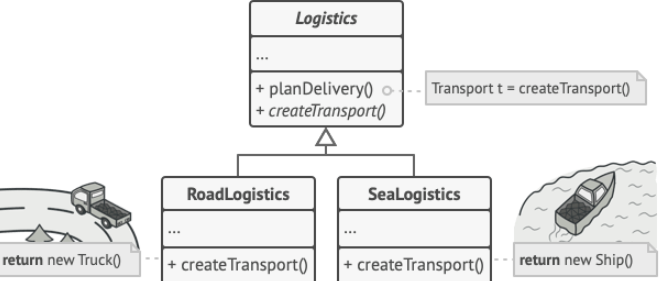 Logistics
...
+ planDelivery()
+ createTransport()
Transport t = createTransport()
RoadLogistics
...
+ createTransport()
return new Truck()
SeaLogistics
...
+ createTransport()
return new Ship()